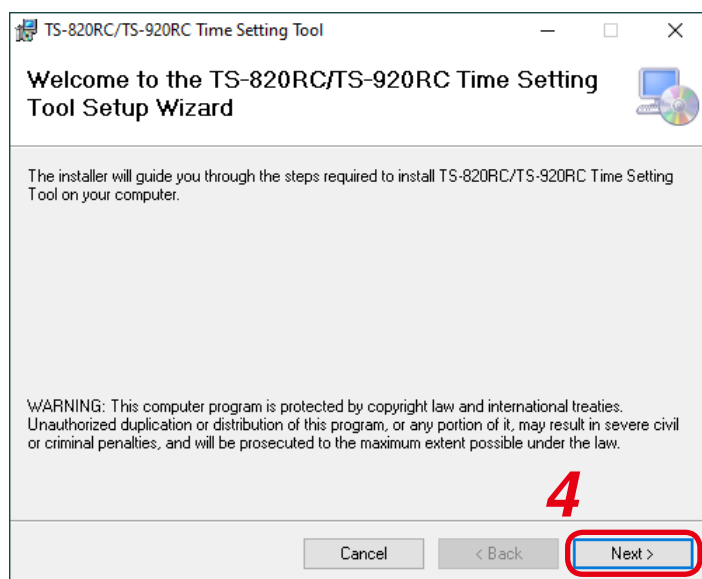 TS-820RC/TS-920RC Time Setting Tool
Welcome to the TS-820RC/TS-920RC Time Setting
Tool Setup Wizard
The installer will guide you through the steps required to install TS-820RC/TS-920RC Time Setting
Tool on your computer.
WARNING: This computer program is protected by copyright law and international treaties.
Unauthorized duplication or distribution of this program, or any portion of it, may result in severe civil
or criminal penalties, and will be prosecuted to the maximum extent possible under the law.
4
Cancel
< Back
Next >